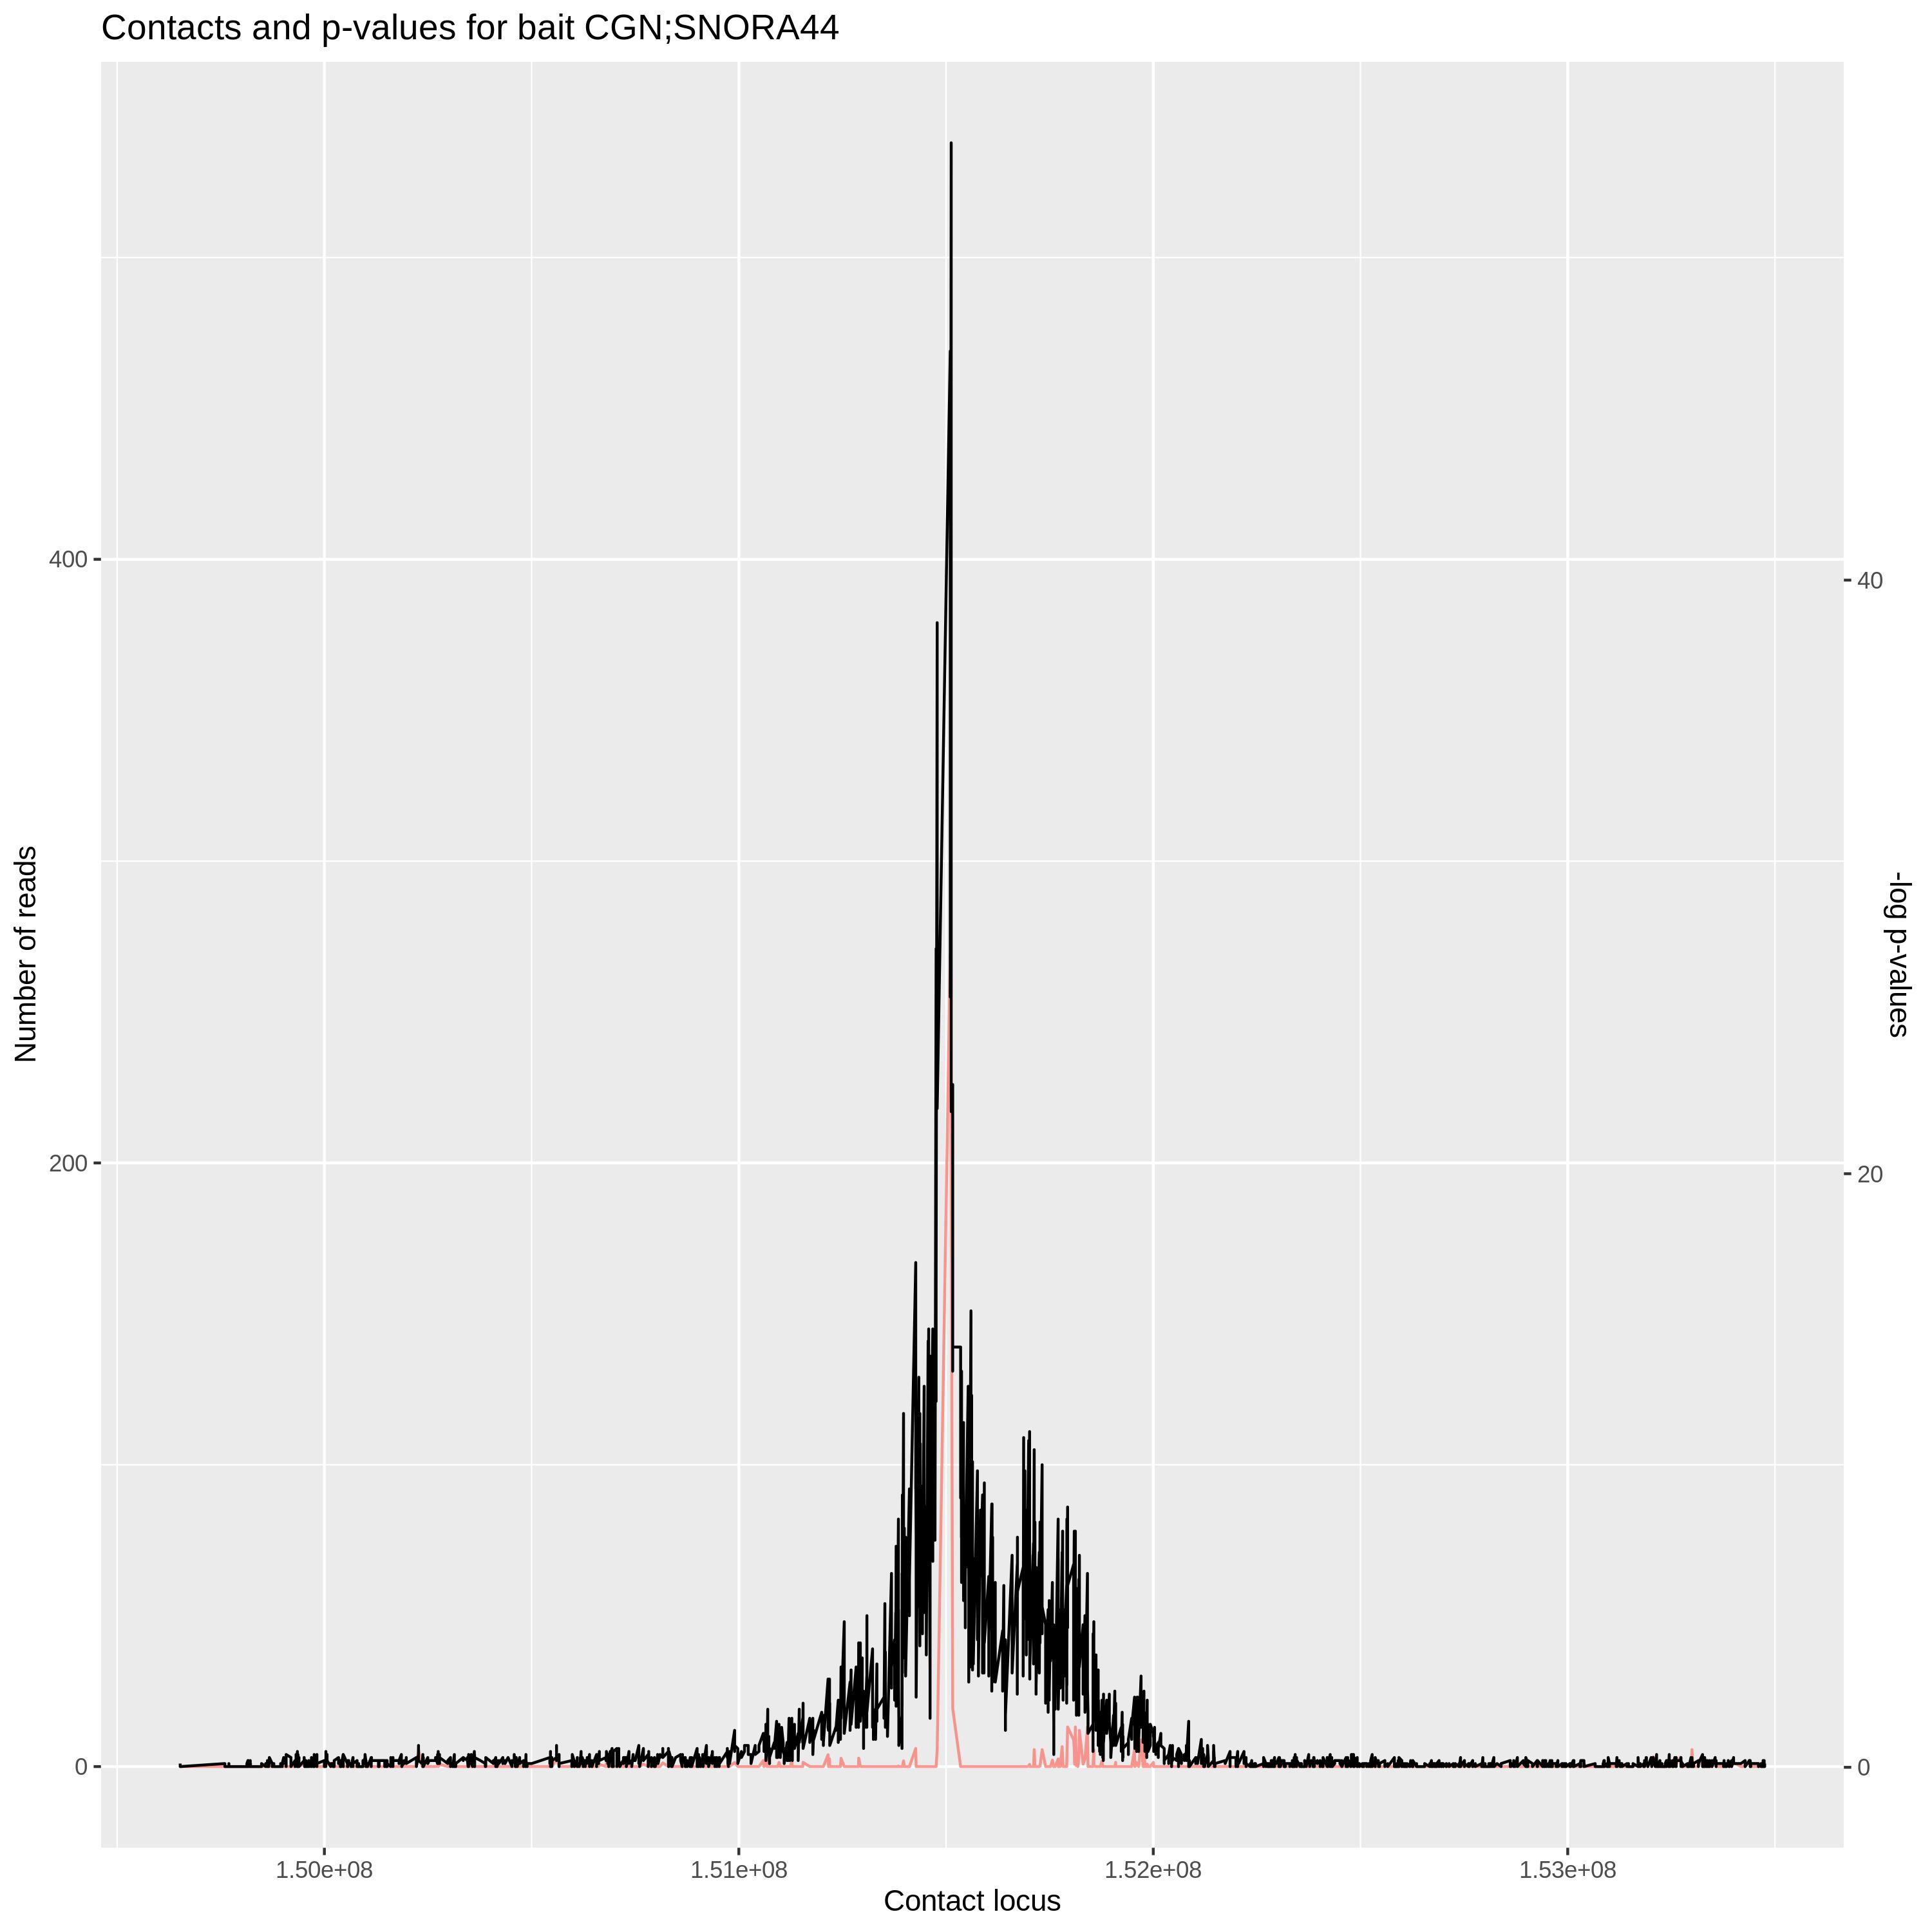 Contacts and p-values for bait CGN;SNORA44
400
200
0
Number of reads
40
20
0
-log p-values
1.50e+08
1.51e+08
1.52e+08
1.53e+08
Contact locus